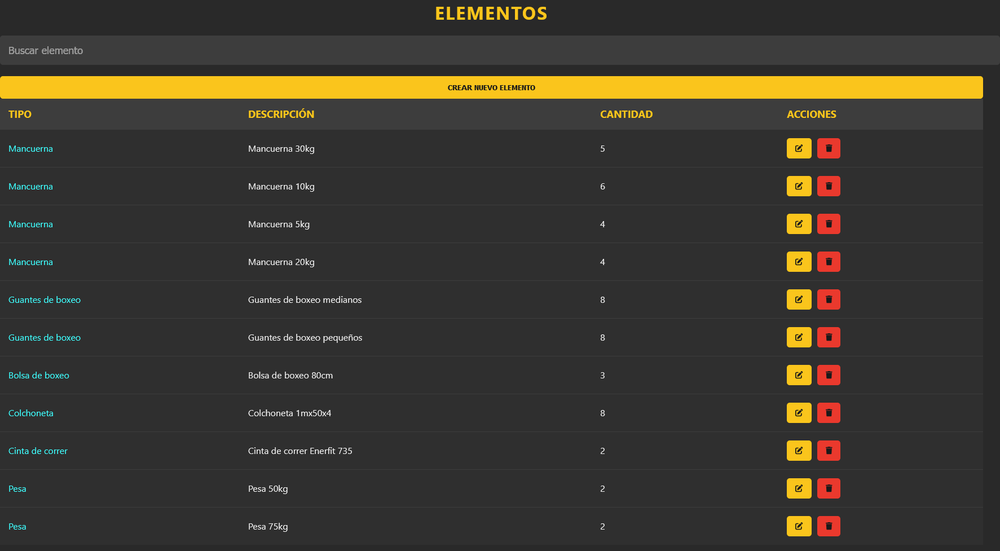 ELEMENTOS
Buscar elemento
CREAR NUEVO ELEMENTO
TIPO DESCRIPCIÓN CANTIDAD ACCIONES
Mancuerna Mancuerna 30kg 5
Mancuerna Mancuerna 10kg 6
Mancuerna Mancuerna 5kg 4
Mancuerna Mancuerna 20kg 4
Guantes de boxeo Guantes de boxeo medianos 8
Guantes de boxeo Guantes de boxeo pequeños 8
Bolsa de boxeo Bolsa de boxeo 80cm 3
Colchoneta Colchoneta 1mx50x4 8
Cinta de correr Cinta de correr Enerfit 735 2
Pesa Pesa 50kg 2
Pesa Pesa 75kg 2